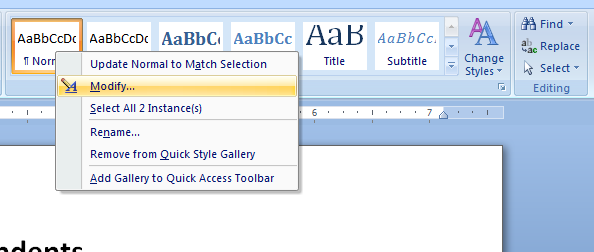 AaBbCcDc AaBbCcDc AaBbCc AaBbCc AaB AaBbCc.
¶ Norm
Title
Subtitle
Change
Styles
Find
Replace
Select
Editing
Update Normal to Match Selection
Modify...
Select All 2 Instance(s)
Rename...
Remove from Quick Style Gallery
Add Gallery to Quick Access Toolbar
6 7